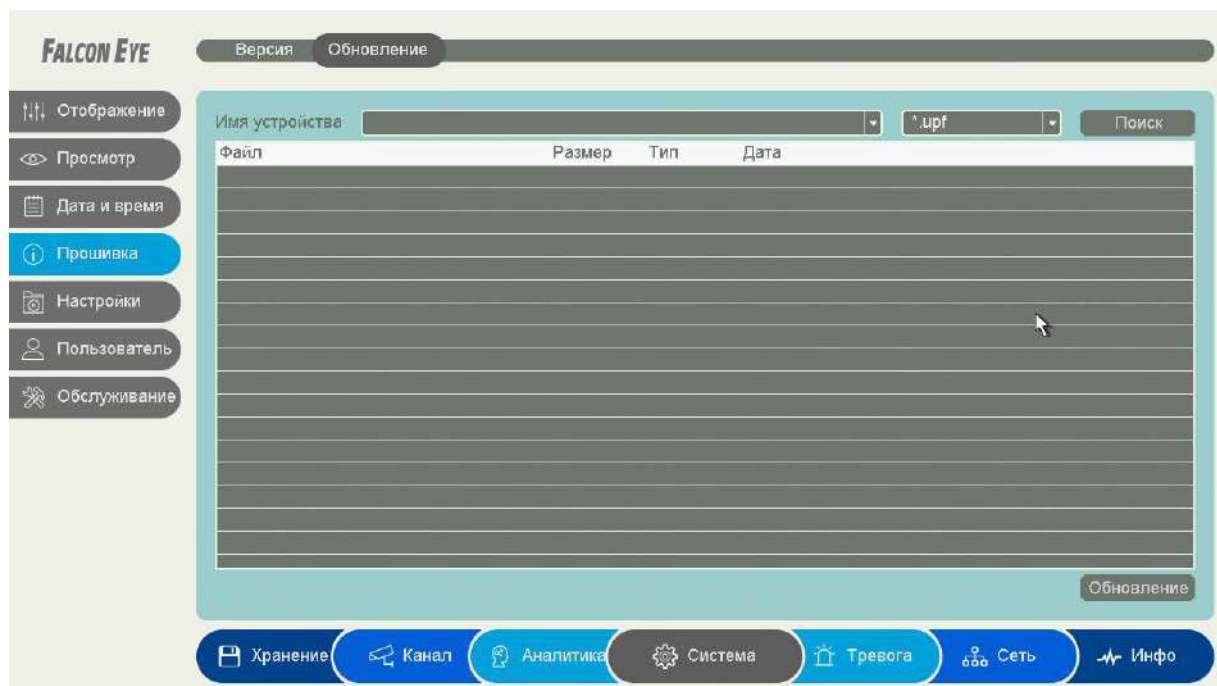 FALCON EYE
Версия Обновление
Отображение
Просмотр
Дата и время
Прошивка
Настройки
Пользователь
Обслуживание
Имя устройства *.upf Поиск
Файл Размер Тип Дата
Обновление
Хранение Канал Аналитика Система Тревога Сеть Инфо